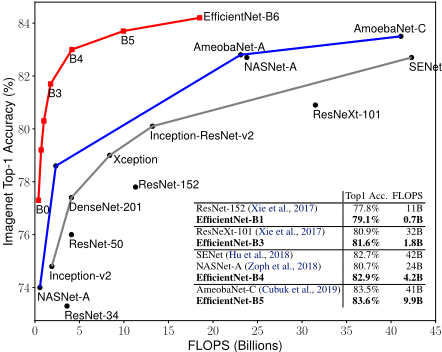 EfficientNet-B6
AmoebaNet-C
B5
AmoebaNet-A
B4
NASNet-A
SENet
B3
ResNeXt-101
Inception-ResNet-v2
Xception
ResNet-152
B0
DenseNet-201
ResNet-50
Inception-v2
NASNet-A
ResNet-34
Top1 Acc. FLOPS
ResNet-152 (Xie et al., 2017) 77.8% 11B
EfficientNet-B1 79.1% 0.7B
ResNeXt-101 (Xie et al., 2017) 80.9% 32B
EfficientNet-B3 81.6% 1.8B
SENet (Hu et al., 2018) 82.7% 42B
NASNet-A (Zoph et al., 2018) 80.7% 24B
EfficientNet-B4 82.9% 4.2B
AmoebaNet-C (Cubuk et al., 2019) 83.5% 41B
EfficientNet-B5 83.6% 9.9B
84
82
80
78
76
74
Imagenet Top-1 Accuracy (%)
0 5 10 15 20 25 30 35 40 45
FLOPS (Billions)